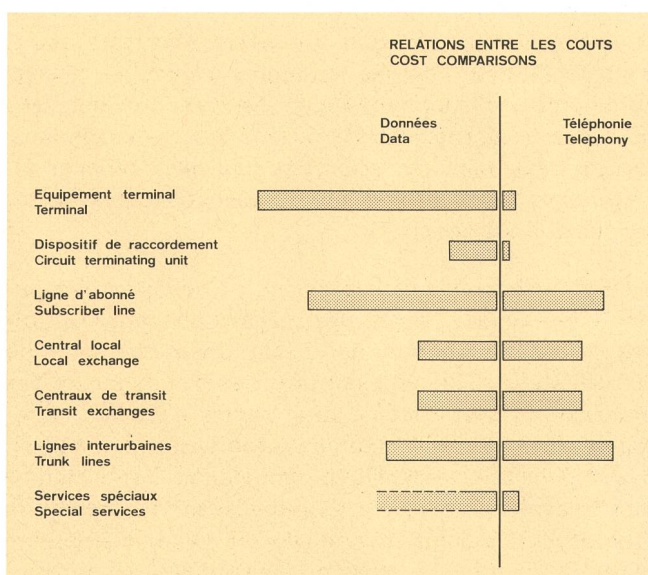 RELATIONS ENTRE LES COUTS
COST COMPARISONS
Données
Data
Téléphonie
Telephony
Equipement terminal
Terminal
Dispositif de raccordement
Circuit terminating unit
Ligne d'abonné
Subscriber line
Central local
Local exchange
Centraux de transit
Transit exchanges
Lignes interurbaines
Trunk lines
Services spéciaux
Special services